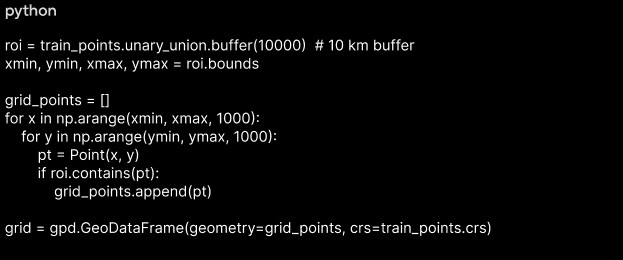 python
roi = train_points.unary_union.buffer(10000)  # 10 km buffer
xmin, ymin, xmax, ymax = roi.bounds
grid_points = []
for x in np.arange(xmin, xmax, 1000):
    for y in np.arange(ymin, ymax, 1000):
        pt = Point(x, y)
        if roi.contains(pt):
            grid_points.append(pt)
grid = gpd.GeoDataFrame(geometry=grid_points, crs=train_points.crs)